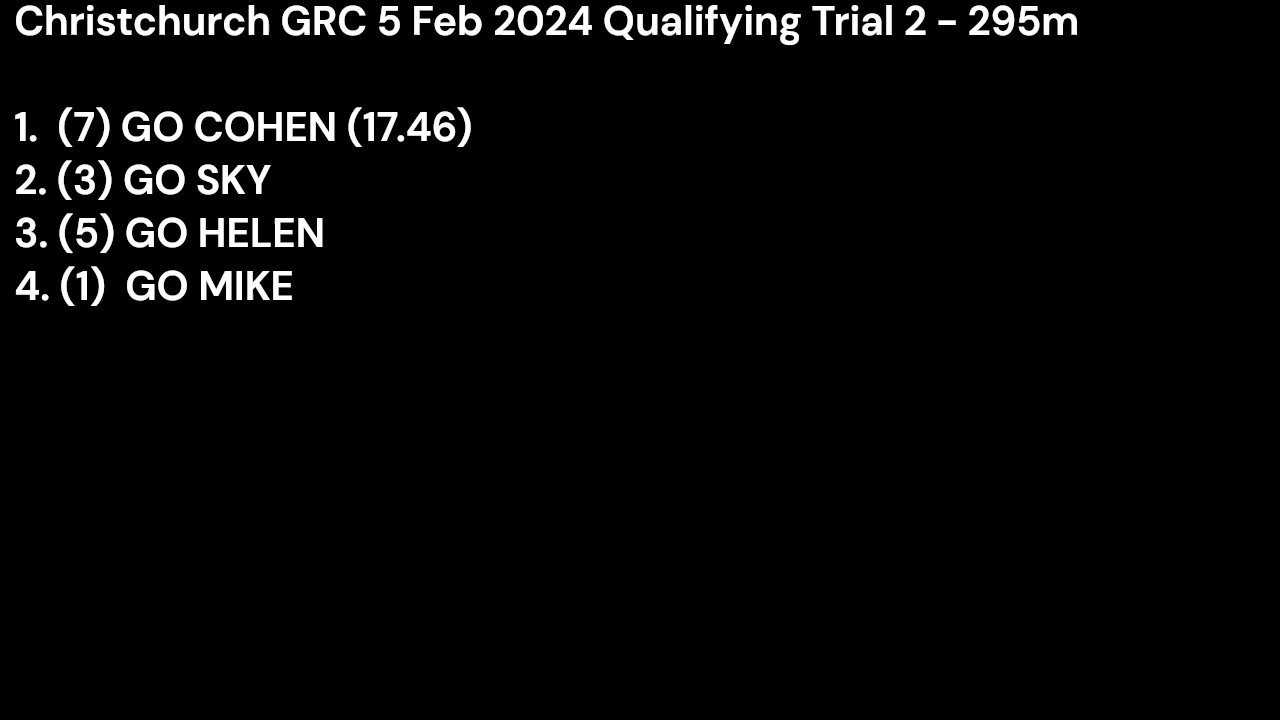 Christchurch GRC 5 Feb 2024 Qualifying Trial 2 - 295m
1. (7) GO COHEN (17.46)
2. (3) GO SKY
3. (5) GO HELEN
4. (1) GO MIKE